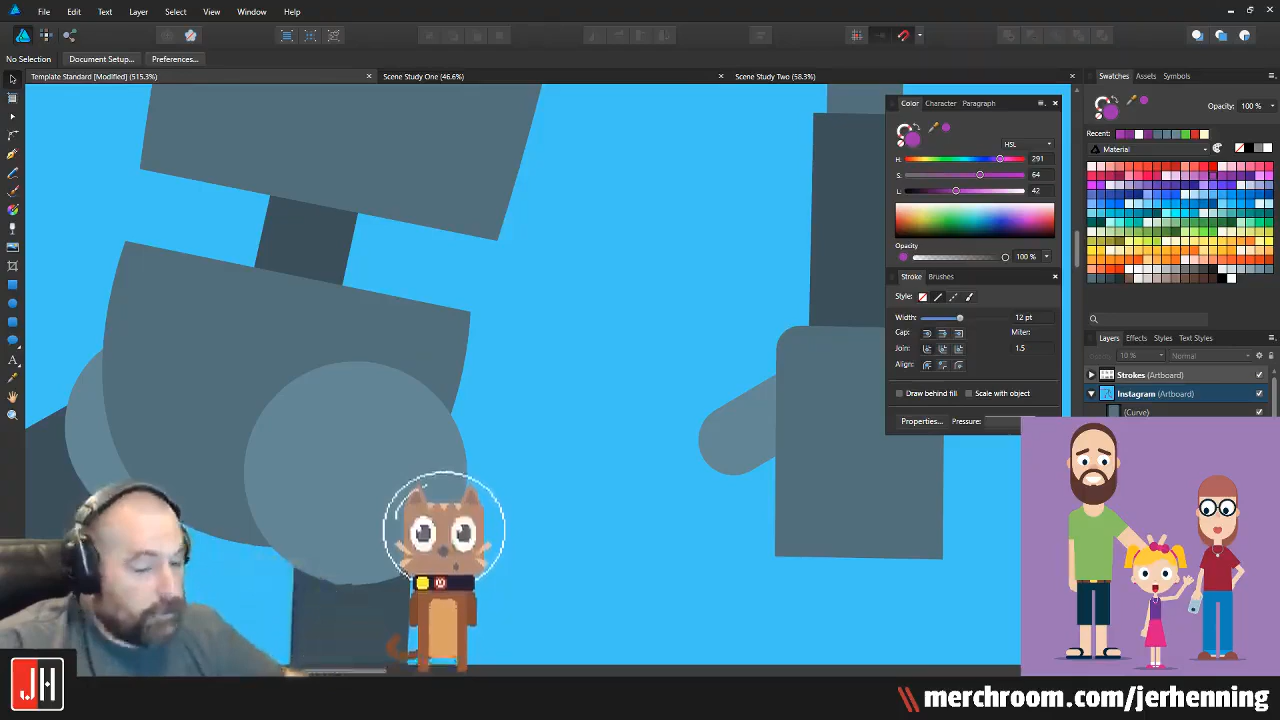 File Edit Text Layer Select View Window Help
No Selection Document Setup... Preferences...
Template Standard [Modified] (515.3%) Scene Study One (46.6%) Scene Study Two (58.3%)
Swatches Assets Symbols
Color Character Paragraph
Opacity: 100 %
HSL
Recent:
Material
H: 291
S: 64
L: 42
Opacity
100 %
Stroke Brushes
Style:
Width: 12 pt
Cap: Miter:
Join: 1.5
Align:
Draw behind fill Scale with object
Properties... Pressure:
Layers Effects Styles Text Styles
Opacity 10 % Normal
Strokes (Artboard)
Instagram (Artboard)
(Curve)
JH
merchroom.com/jerhenning